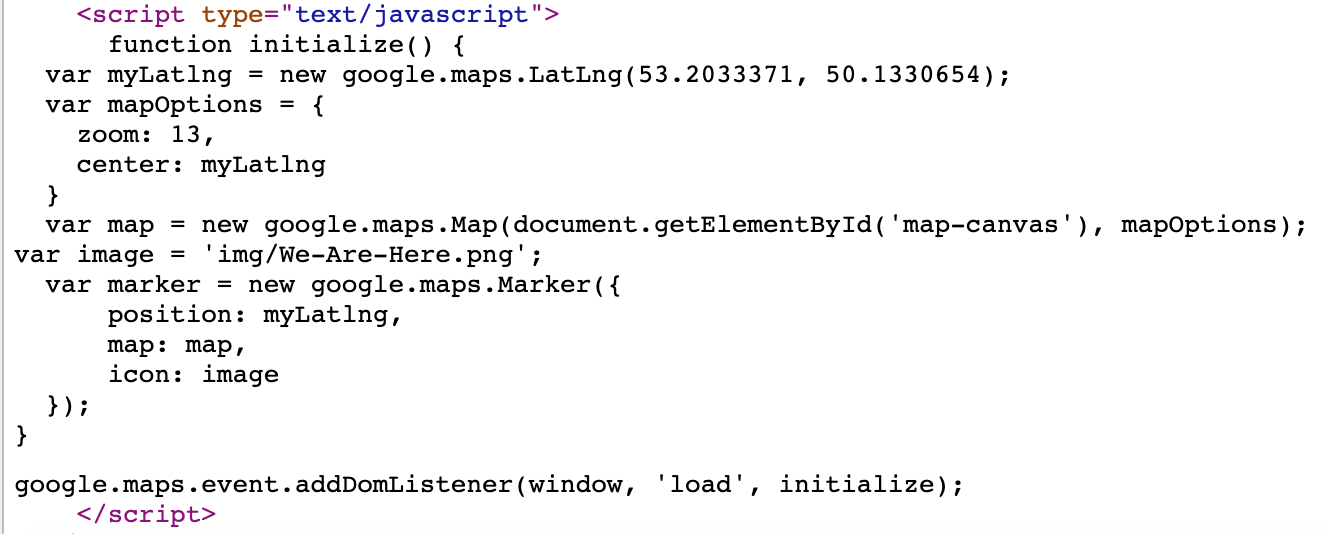 <script type="text/javascript">
function initialize() {
var myLatlng = new google.maps.LatLng(53.2033371, 50.1330654);
var mapOptions = {
zoom: 13,
center: myLatlng
}
var map = new google.maps.Map(document.getElementById('map-canvas'), mapOptions);
var image = 'img/We-Are-Here.png';
var marker = new google.maps.Marker({
position: myLatlng,
map: map,
icon: image
});
}
google.maps.event.addDomListener(window, 'load', initialize);
</script>